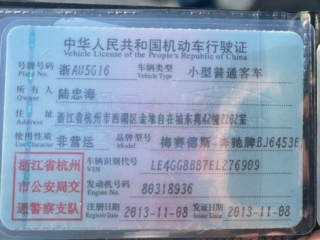 中华人民共和国机动车行驶证
Vehicle License of the People's Republic of China
号牌号码 浙AU5G16 车辆类型 小型普通客车
Plate No. Vehicle Type
所有人 陆忠海
Owner
住址 浙江省杭州市西湖区金地自在城东苑42幢2202室
Address
使用性质 非营运 品牌型号 梅赛德斯-奔驰牌BJ6453E
Use Character Model
浙江省杭州
市公安局交
通警察支队
车辆识别代号 LE4GG8BB7EL276909
VIN
发动机号码 80318936
Engine No.
注册日期 2013-11-08 发证日期 2013-11-08
Register Date Issue Date